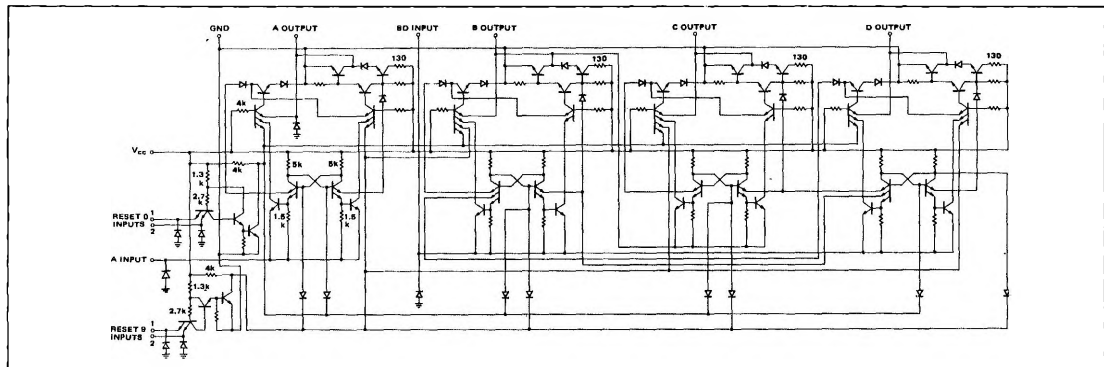 GND A OUTPUT BD INPUT B OUTPUT C OUTPUT D OUTPUT
130 130 130 130
4k
VCC
5k 5k
4k
1.3
k
2.7
k
1.5
k
1.5
k
RESET 0 1
INPUTS 2
A INPUT
4k
1.3k
2.7k
RESET 9 1
INPUTS 2